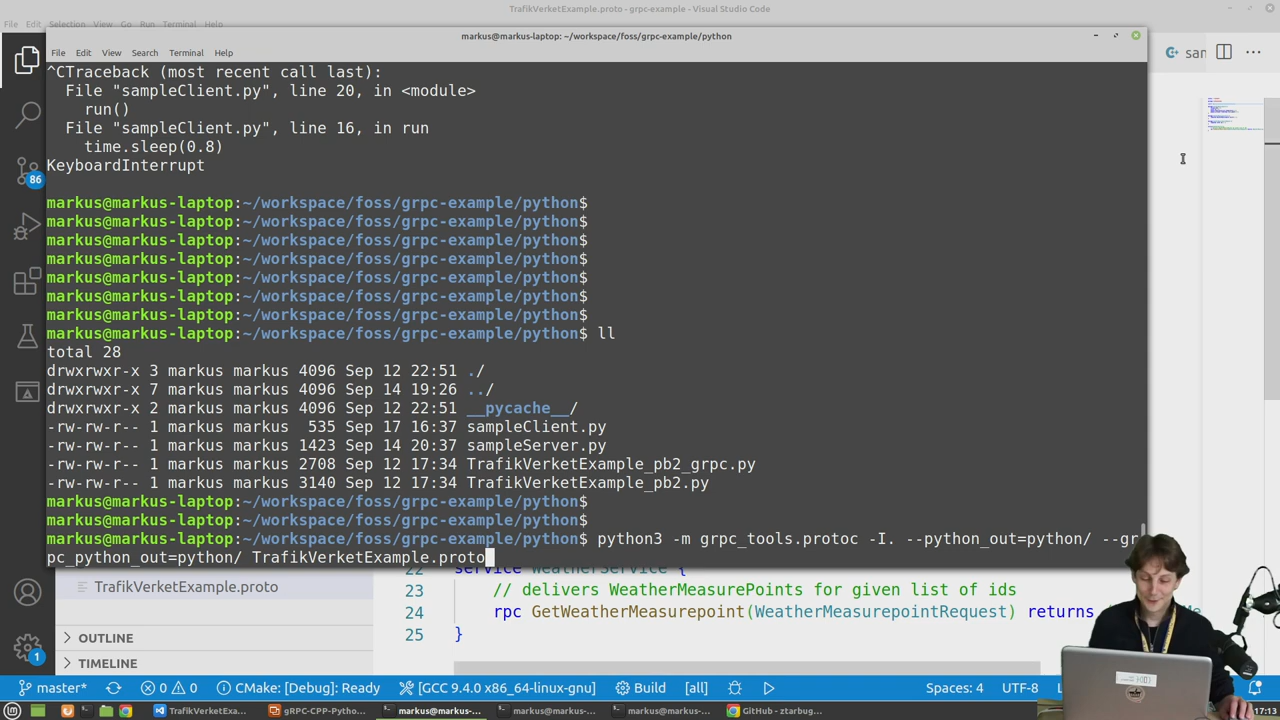 TrafikVerketExample.proto - grpc-example - Visual Studio Code
File Edit Selection View Go Run Terminal Help
markus@markus-laptop: ~/workspace/foss/grpc-example/python
File Edit View Search Terminal Help
^CTraceback (most recent call last):
File "sampleClient.py", line 20, in <module>
run()
File "sampleClient.py", line 16, in run
time.sleep(0.8)
KeyboardInterrupt
markus@markus-laptop:~/workspace/foss/grpc-example/python$
markus@markus-laptop:~/workspace/foss/grpc-example/python$
markus@markus-laptop:~/workspace/foss/grpc-example/python$
markus@markus-laptop:~/workspace/foss/grpc-example/python$
markus@markus-laptop:~/workspace/foss/grpc-example/python$
markus@markus-laptop:~/workspace/foss/grpc-example/python$
markus@markus-laptop:~/workspace/foss/grpc-example/python$
markus@markus-laptop:~/workspace/foss/grpc-example/python$ ll
total 28
drwxrwxr-x 3 markus markus 4096 Sep 12 22:51 ./
drwxrwxr-x 7 markus markus 4096 Sep 14 19:26 ../
drwxrwxr-x 2 markus markus 4096 Sep 12 22:51 __pycache__/
-rw-rw-r-- 1 markus markus  535 Sep 17 16:37 sampleClient.py
-rw-rw-r-- 1 markus markus 1423 Sep 14 20:37 sampleServer.py
-rw-rw-r-- 1 markus markus 2708 Sep 12 17:34 TrafikVerketExample_pb2_grpc.py
-rw-rw-r-- 1 markus markus 3140 Sep 12 17:34 TrafikVerketExample_pb2.py
markus@markus-laptop:~/workspace/foss/grpc-example/python$
markus@markus-laptop:~/workspace/foss/grpc-example/python$
markus@markus-laptop:~/workspace/foss/grpc-example/python$ python3 -m grpc_tools.protoc -I. --python_out=python/ --gr
pc_python_out=python/ TrafikVerketExample.proto
sam
86
1
TrafikVerketExample.proto
OUTLINE
TIMELINE
22 service WeatherService {
23 // delivers WeatherMeasurePoints for given list of ids
24 rpc GetWeatherMeasurepoint(WeatherMeasurepointRequest) returns
25 }
master* 0 0 CMake: [Debug]: Ready [GCC 9.4.0 x86_64-linux-gnu] Build [all] Spaces: 4 UTF-8
TrafikVerketExa... gRPC-CPP-Pytho... markus@mark-... markus@markus-... markus@markus-... GitHub - ztarbug... 17:13